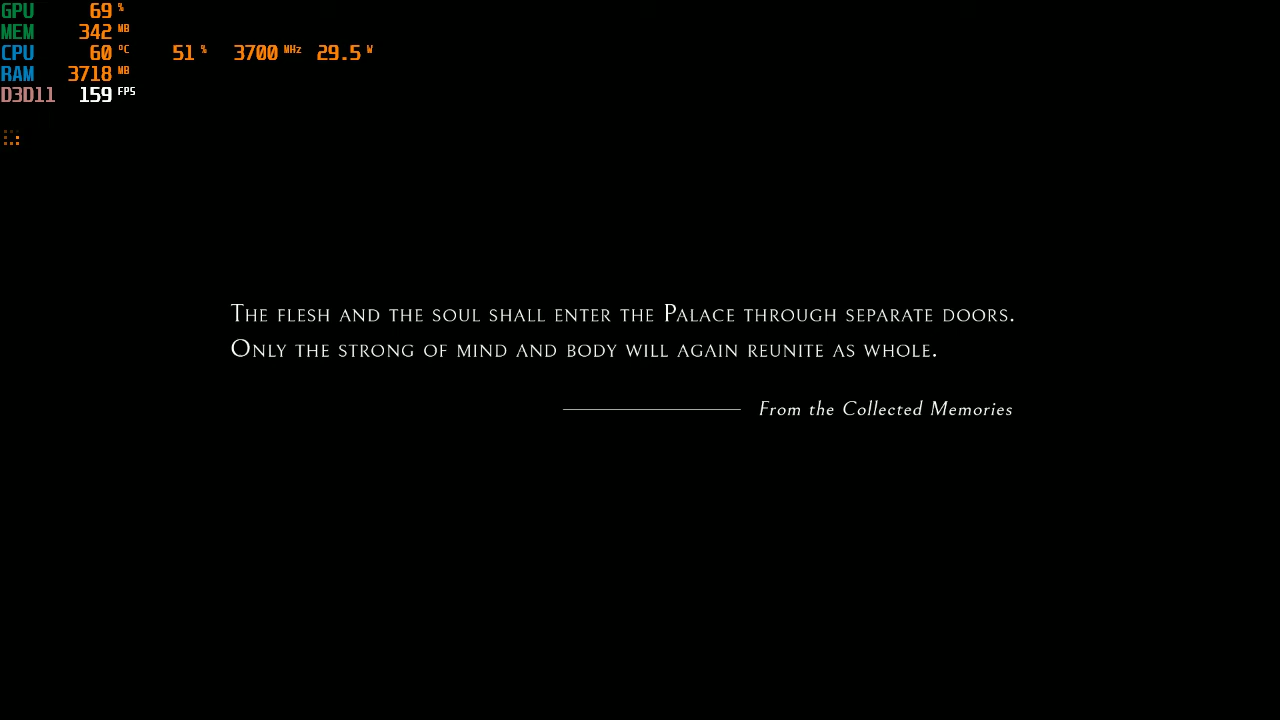 GPU 69 %
MEM 342 MB
CPU 60 °C 51 % 3700 MHz 29.5 W
RAM 3718 MB
D3D11 159 FPS
The flesh and the soul shall enter the Palace through separate doors.
Only the strong of mind and body will again reunite as whole.
From the Collected Memories